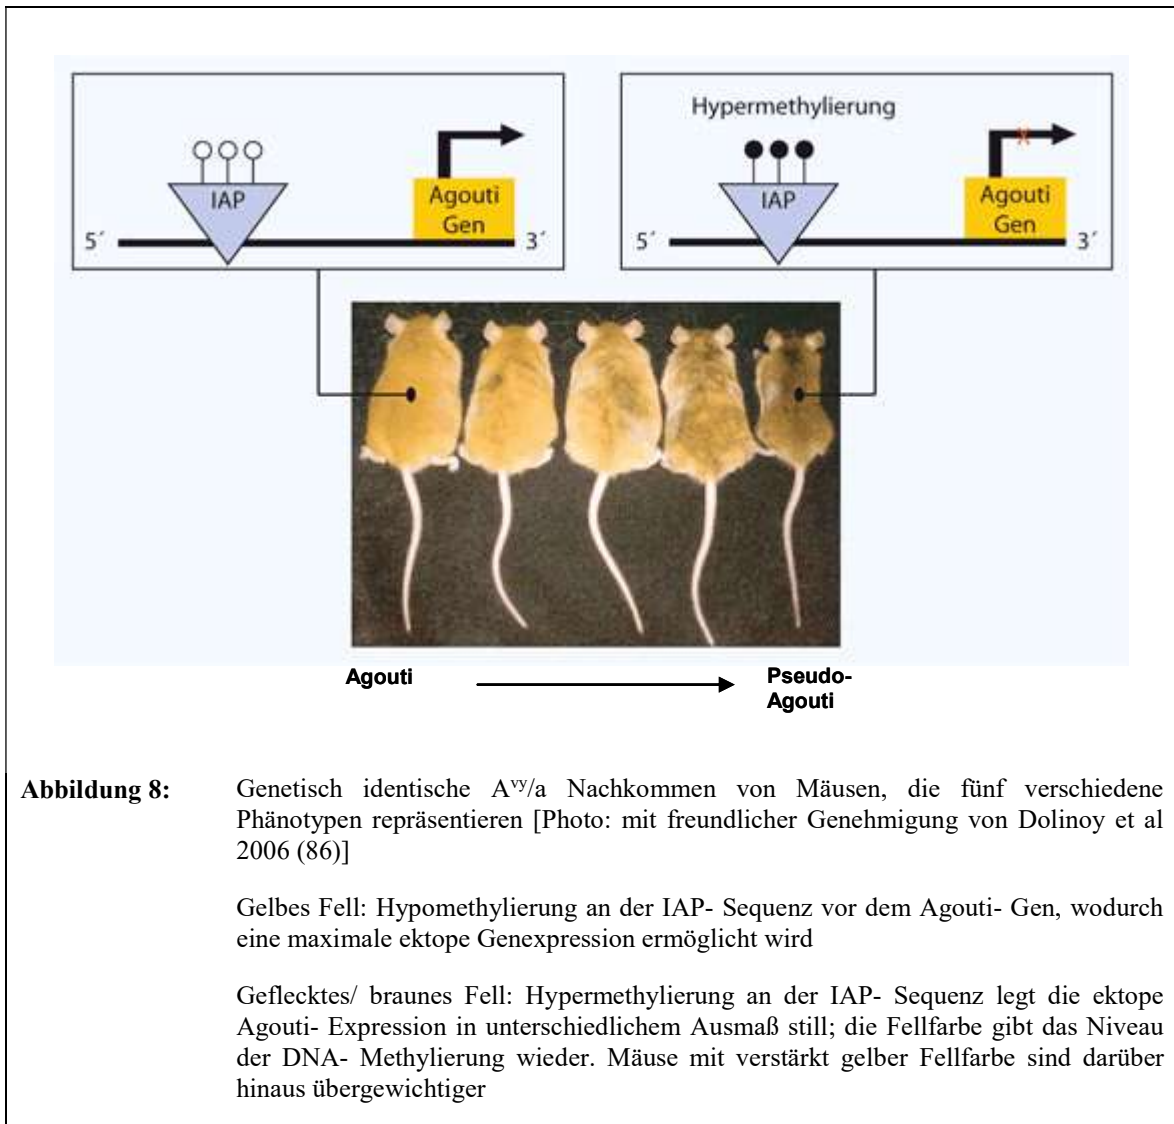 Hypermethylierung
IAP
Agouti
Gen
5´
3´
IAP
Agouti
Gen
5´
3´
Agouti
Pseudo-
Agouti
Abbildung 8:
Genetisch identische Aᵛʸ/a Nachkommen von Mäusen, die fünf verschiedene
Phänotypen repräsentieren [Photo: mit freundlicher Genehmigung von Dolinoy et al
2006 (86)]
Gelbes Fell: Hypomethylierung an der IAP- Sequenz vor dem Agouti- Gen, wodurch
eine maximale ektope Genexpression ermöglicht wird
Geflecktes/ braunes Fell: Hypermethylierung an der IAP- Sequenz legt die ektope
Agouti- Expression in unterschiedlichem Ausmaß still; die Fellfarbe gibt das Niveau
der DNA- Methylierung wieder. Mäuse mit verstärkt gelber Fellfarbe sind darüber
hinaus übergewichtiger